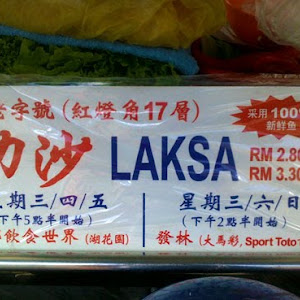 老字號 (紅燈角17層)
采用 100%
新鮮魚
叻沙 LAKSA
RM 2.80
RM 3.30
星期三/四/五
(下午5點半開始)
飲食世界 (湖花園)
星期三/六/日
(下午2點半開始)
發林 (大馬彩, Sport Toto